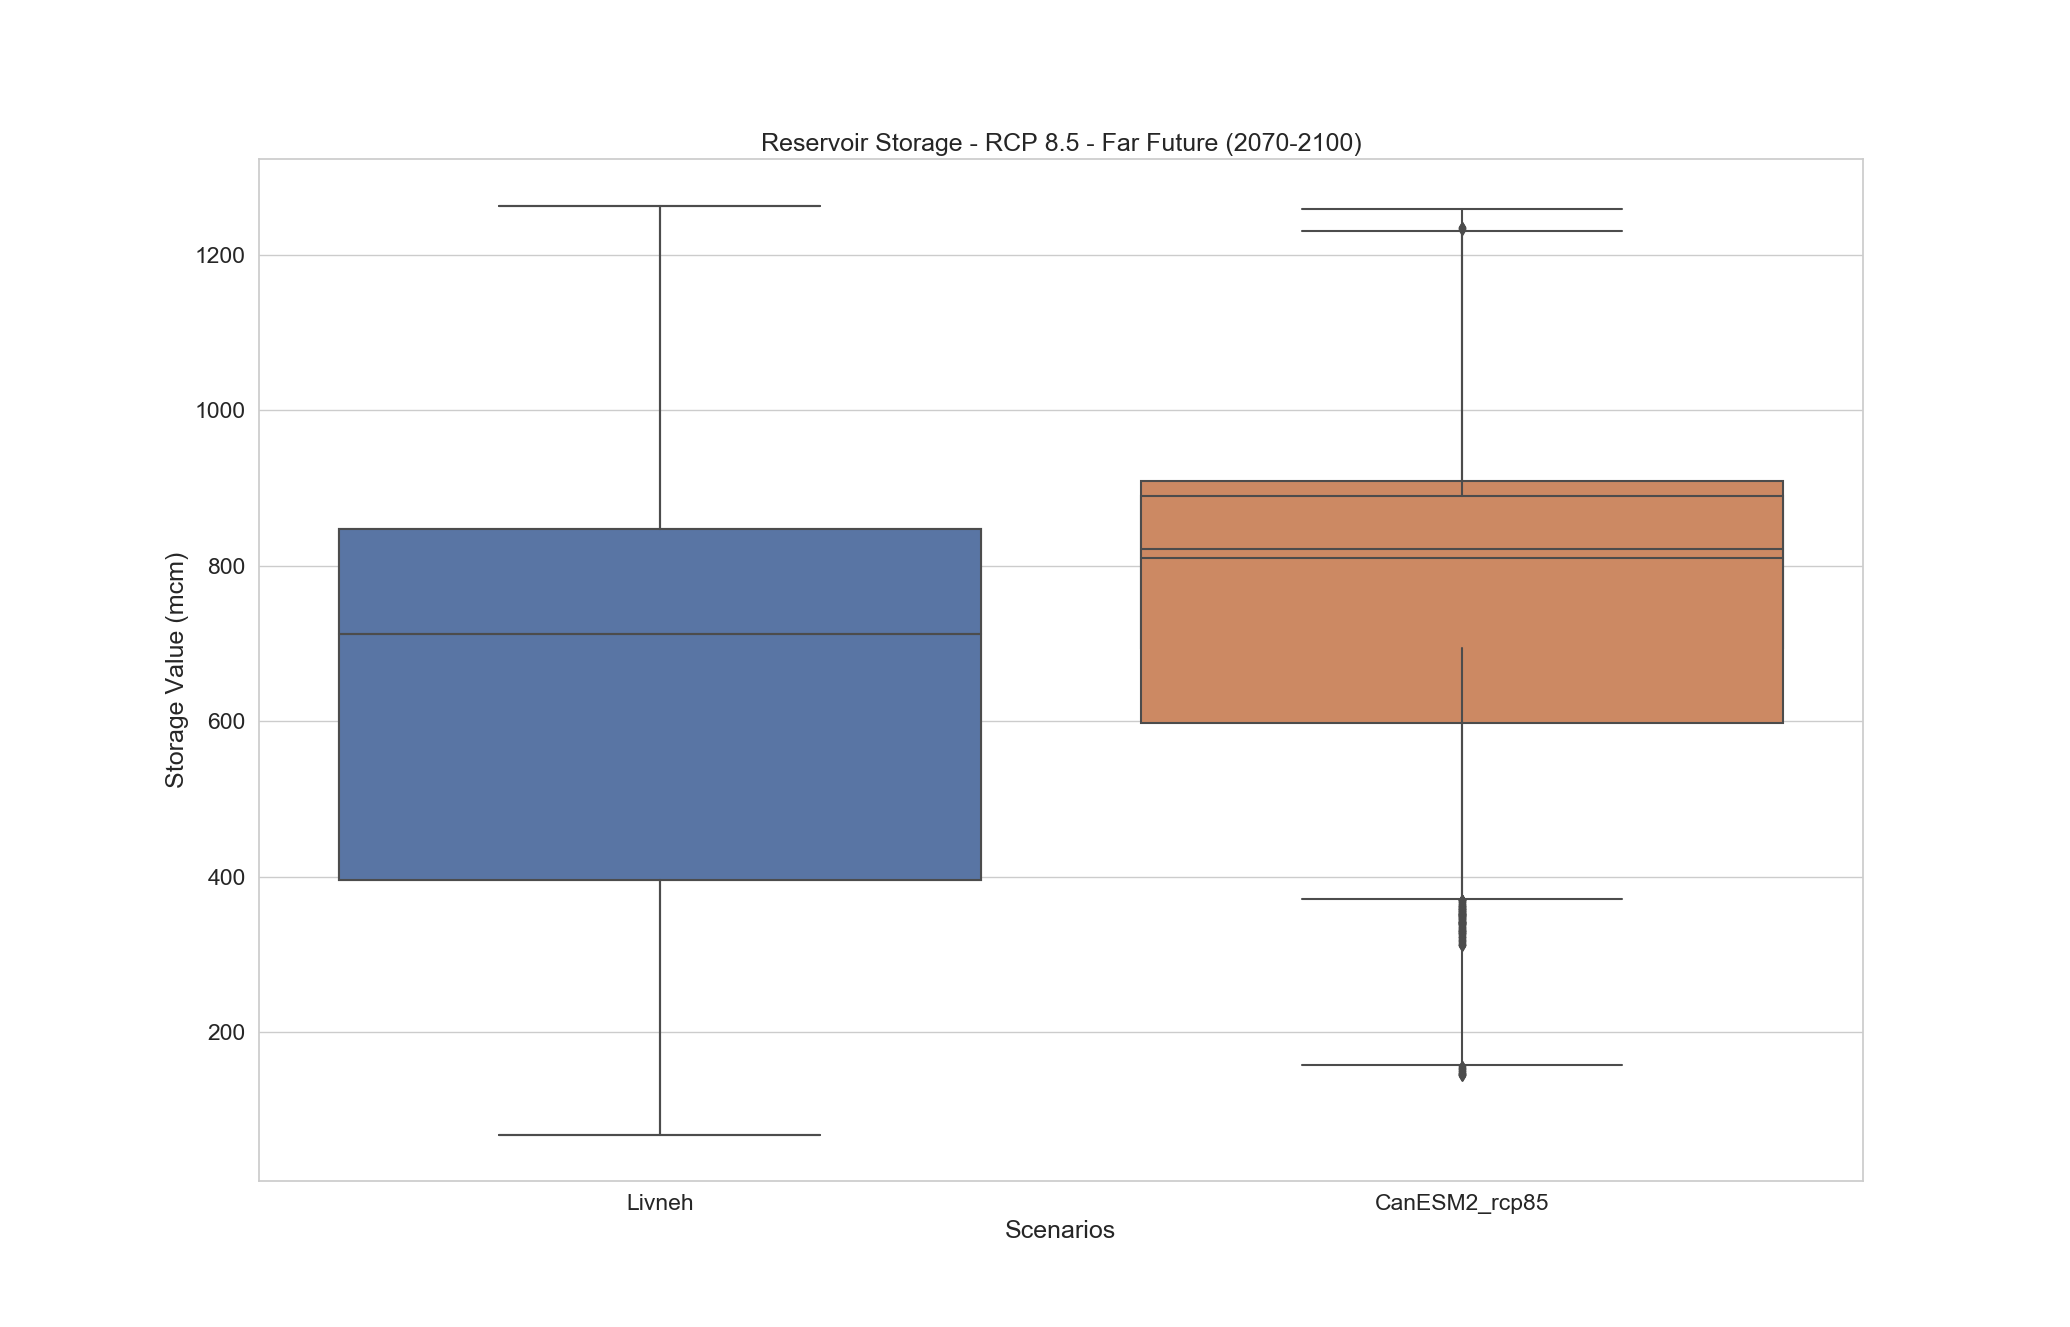 Reservoir Storage - RCP 8.5 - Far Future (2070-2100)
1200
1000
800
600
400
200
Storage Value (mcm)
Livneh
CanESM2_rcp85
Scenarios